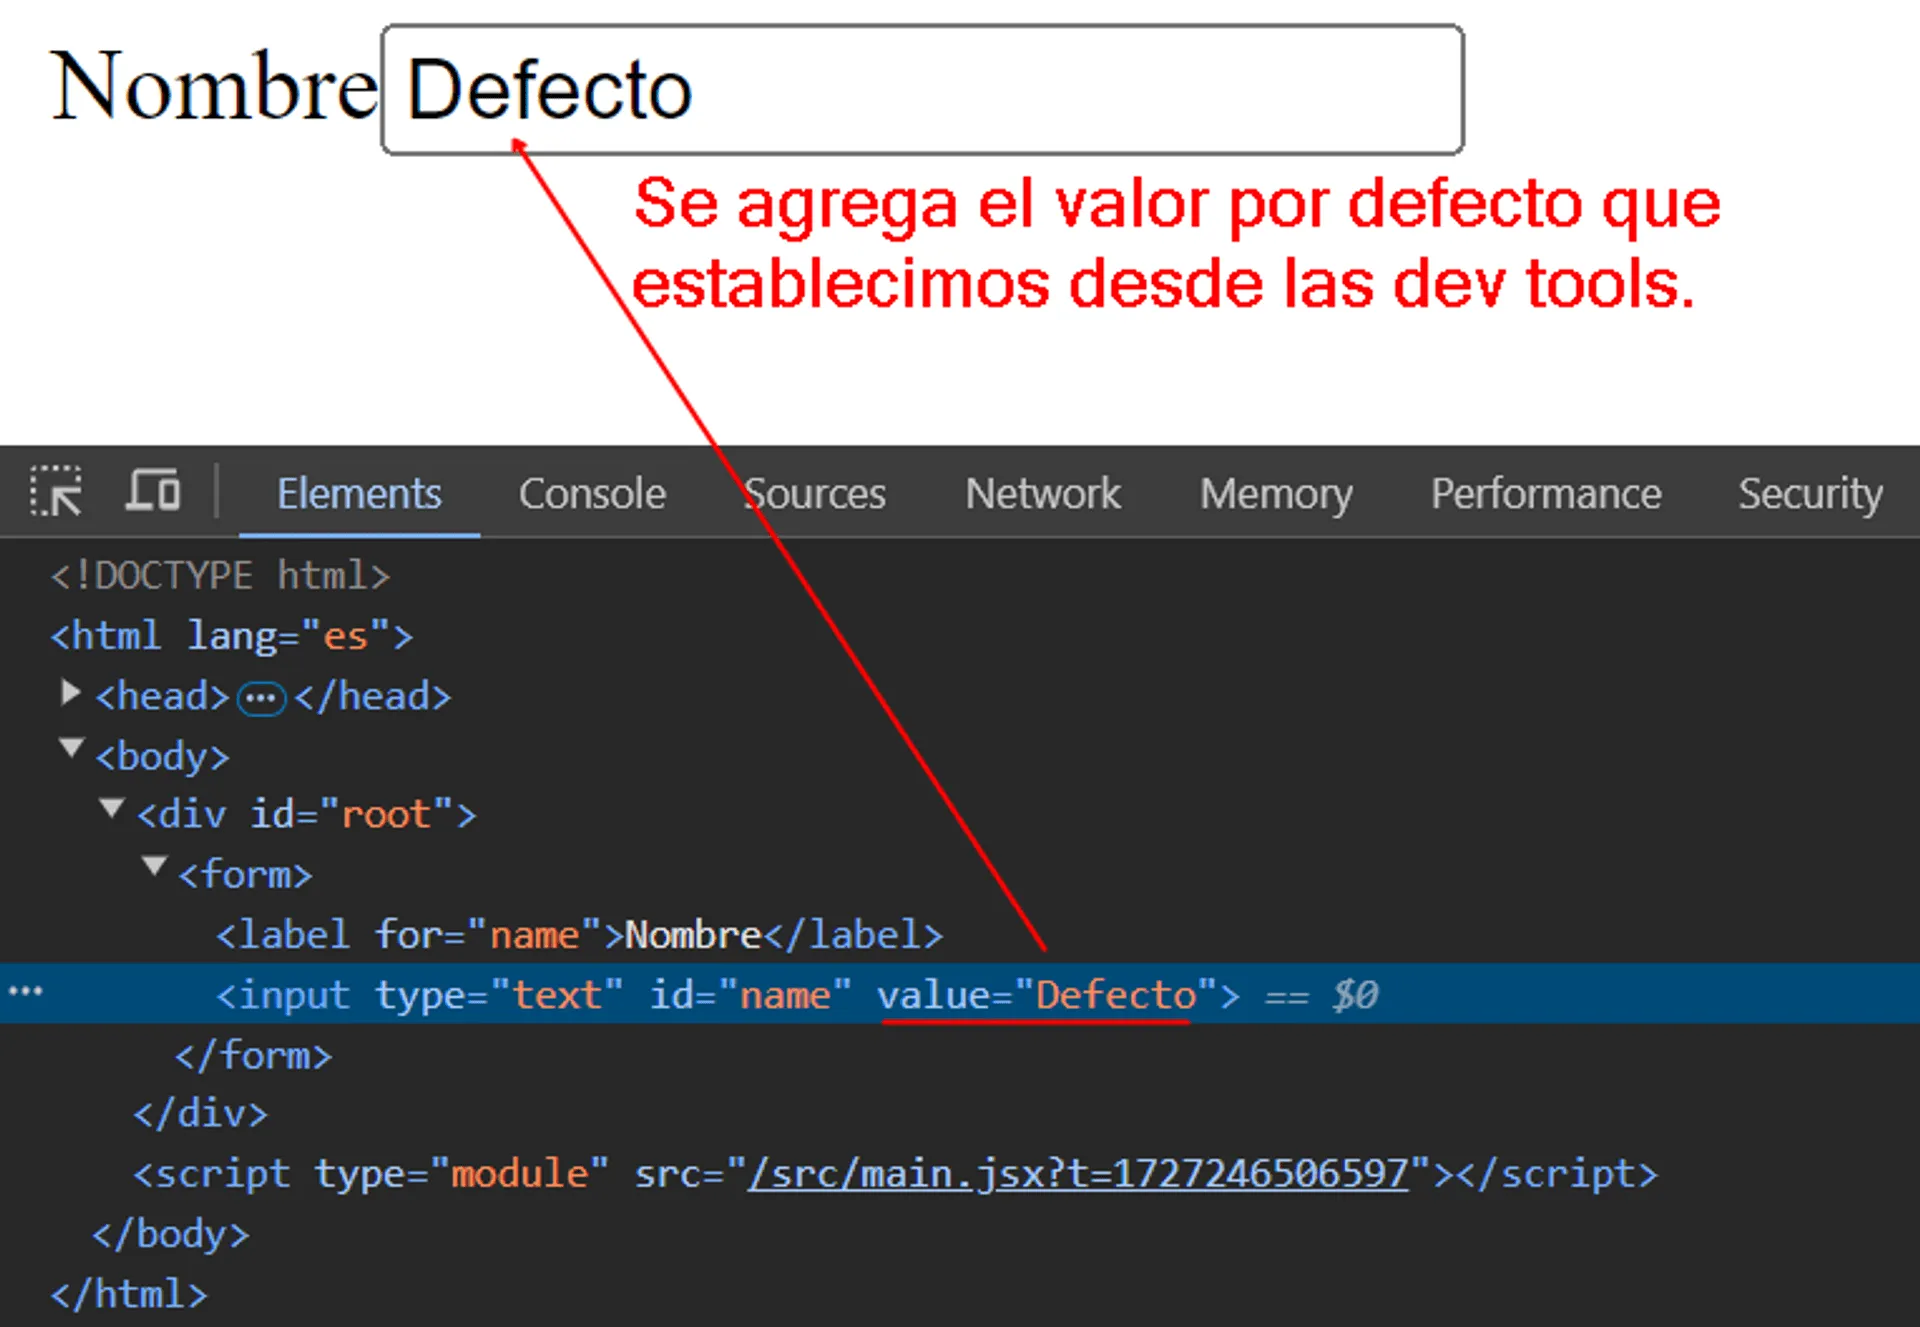 Nombre Defecto
Se agrega el valor por defecto que
establecimos desde las dev tools.
Elements Console Sources Network Memory Performance Security
<!DOCTYPE html>
<html lang="es">
<head>…</head>
<body>
<div id="root">
<form>
<label for="name">Nombre</label>
… <input type="text" id="name" value="Defecto"> == $0
</form>
</div>
<script type="module" src="/src/main.jsx?t=1727246506597"></script>
</body>
</html>